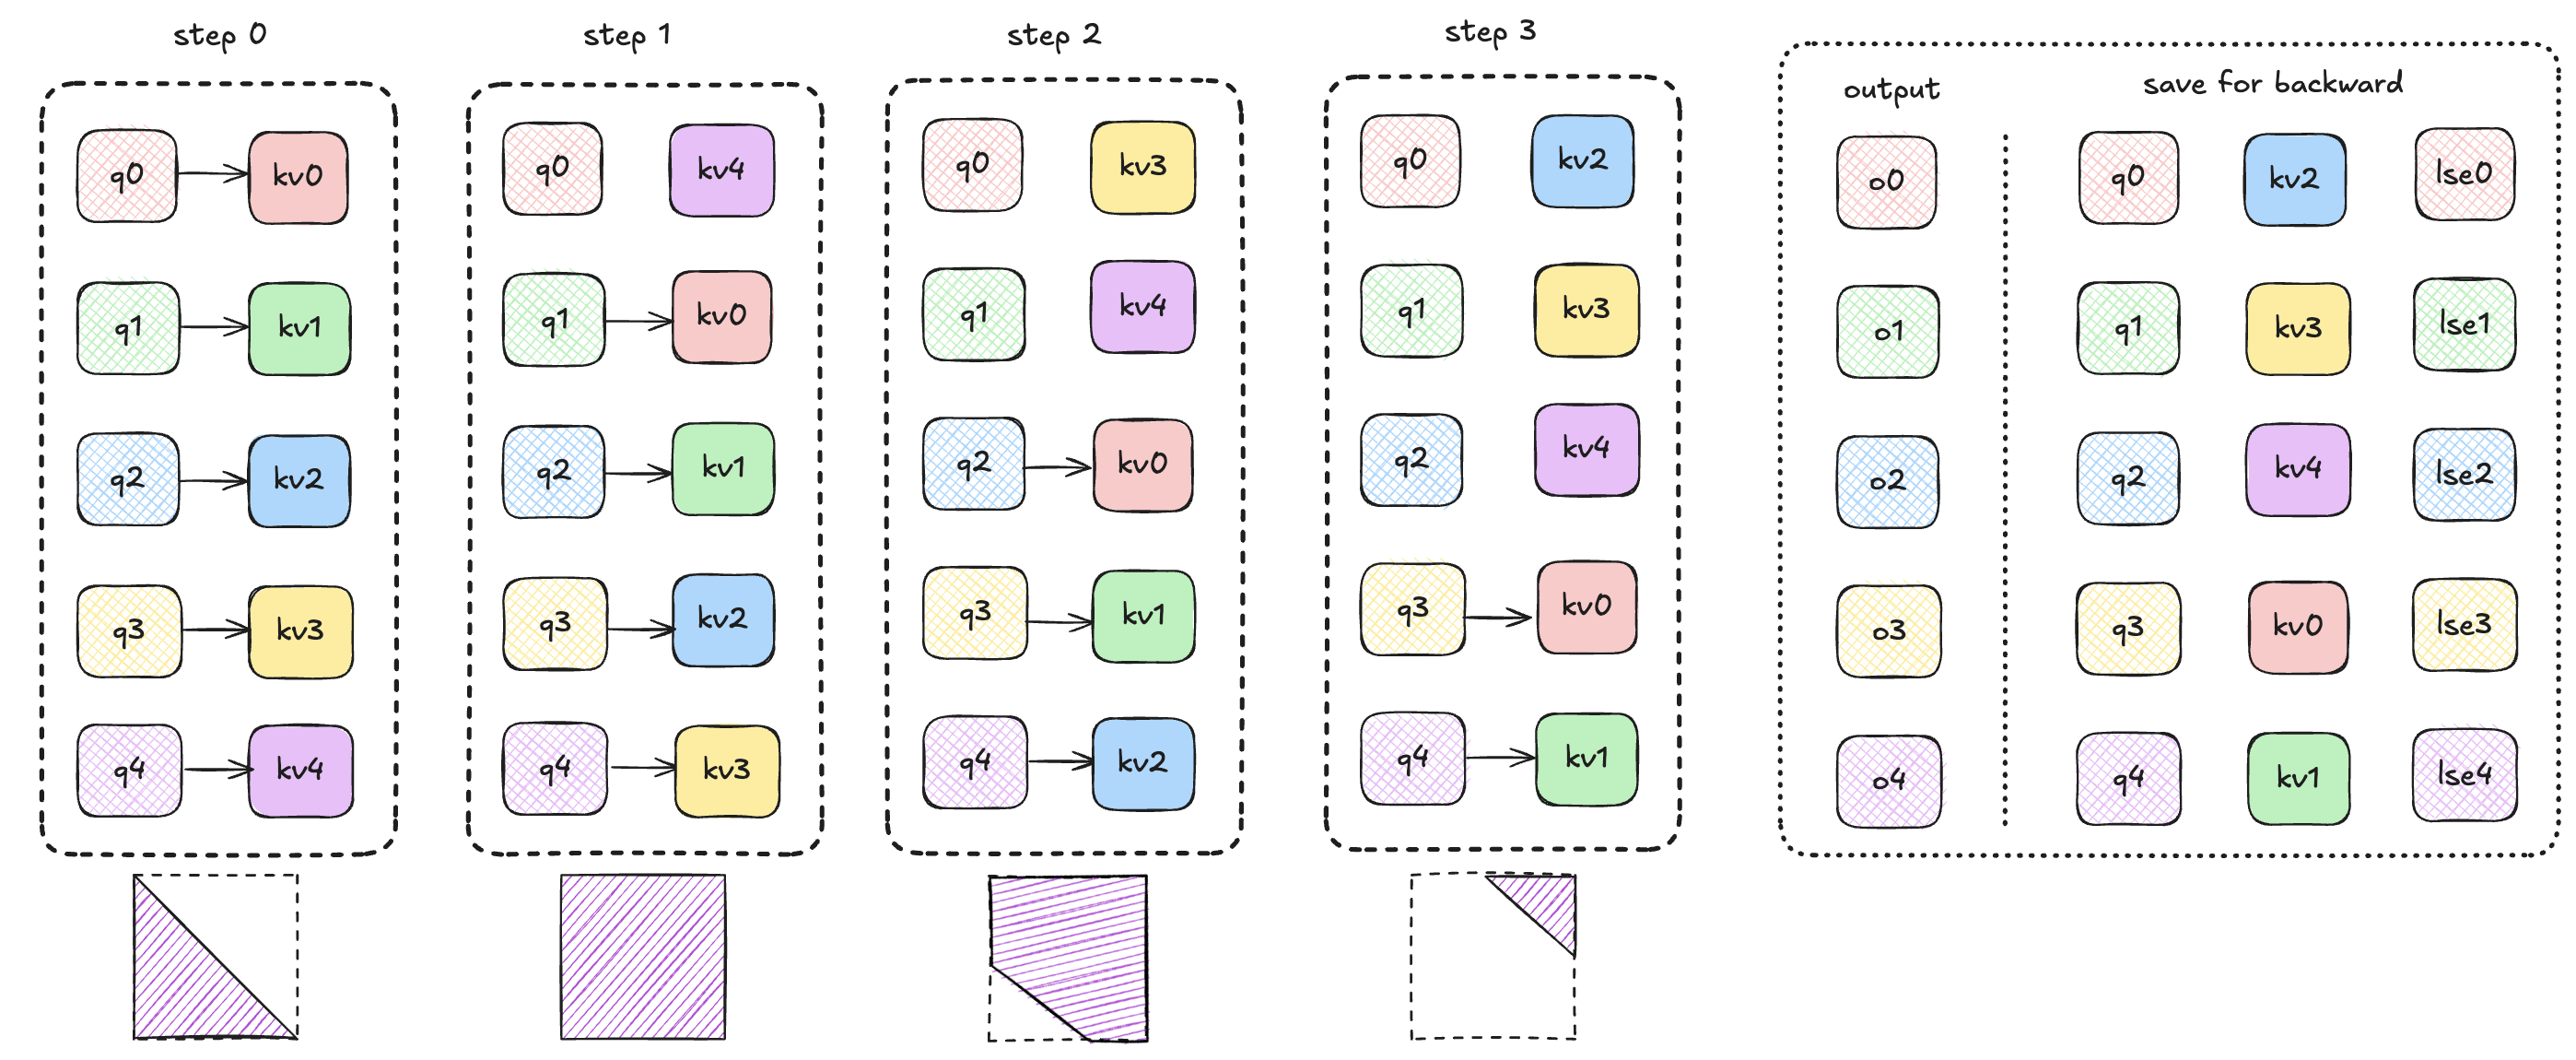 step 0
q0 kv0
q1 kv1
q2 kv2
q3 kv3
q4 kv4
step 1
q0 kv4
q1 kv0
q2 kv1
q3 kv2
q4 kv3
step 2
q0 kv3
q1 kv4
q2 kv0
q3 kv1
q4 kv2
step 3
q0 kv2
q1 kv3
q2 kv4
q3 kv0
q4 kv1
output
o0
o1
o2
o3
o4
save for backward
q0 kv2 lse0
q1 kv3 lse1
q2 kv4 lse2
q3 kv0 lse3
q4 kv1 lse4